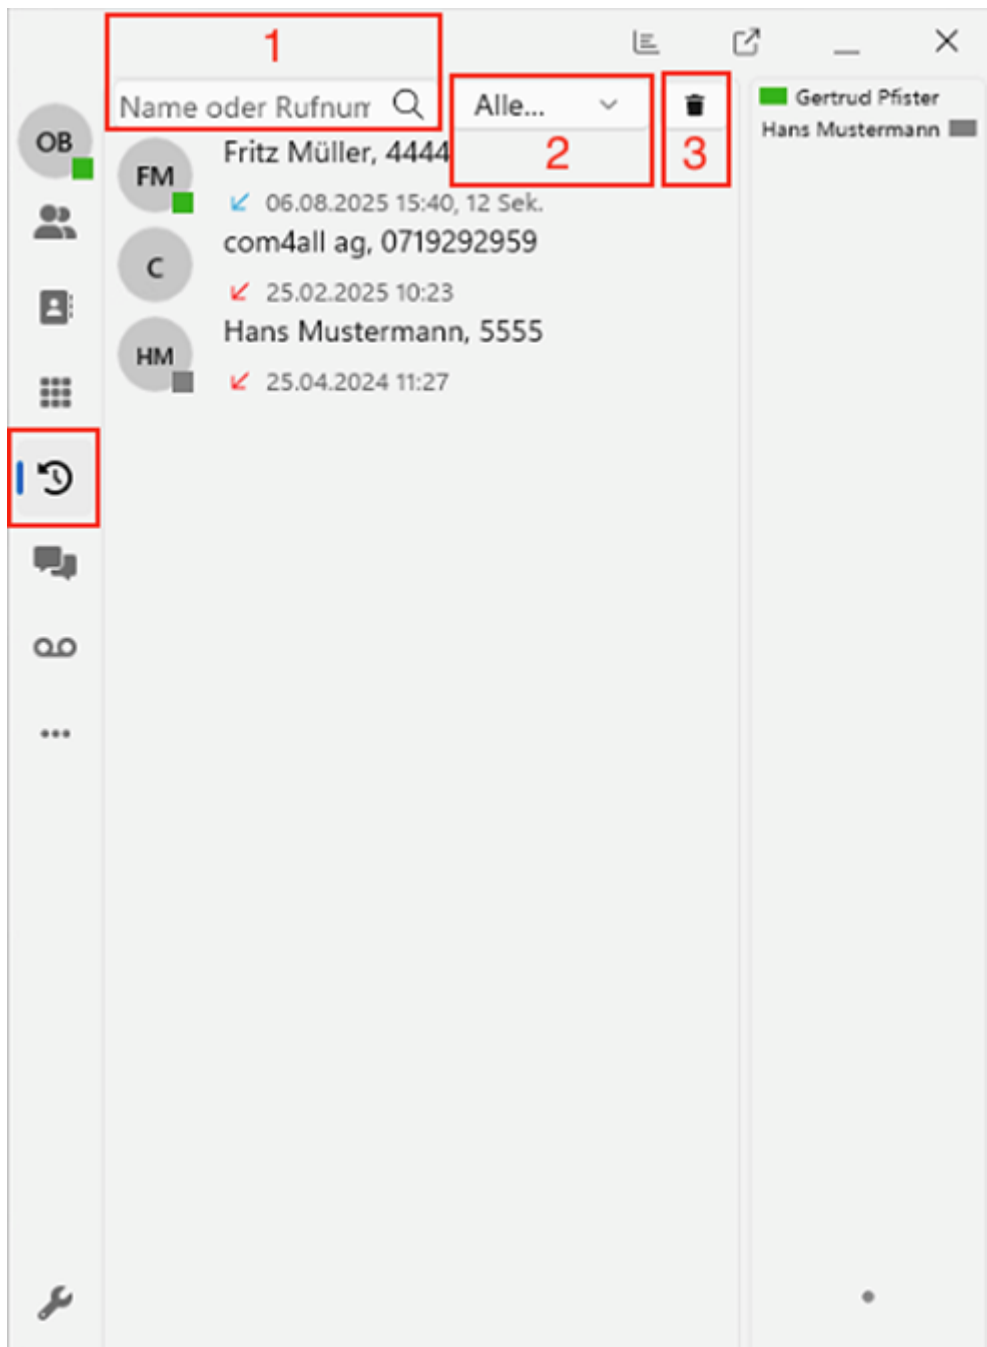 1
Name oder Rufnum
Alle...
2
3
Gertrud Pfister
Hans Mustermann
OB
FM
Fritz Müller, 4444
06.08.2025 15:40, 12 Sek.
C
com4all ag, 0719292959
25.02.2025 10:23
HM
Hans Mustermann, 5555
25.04.2024 11:27